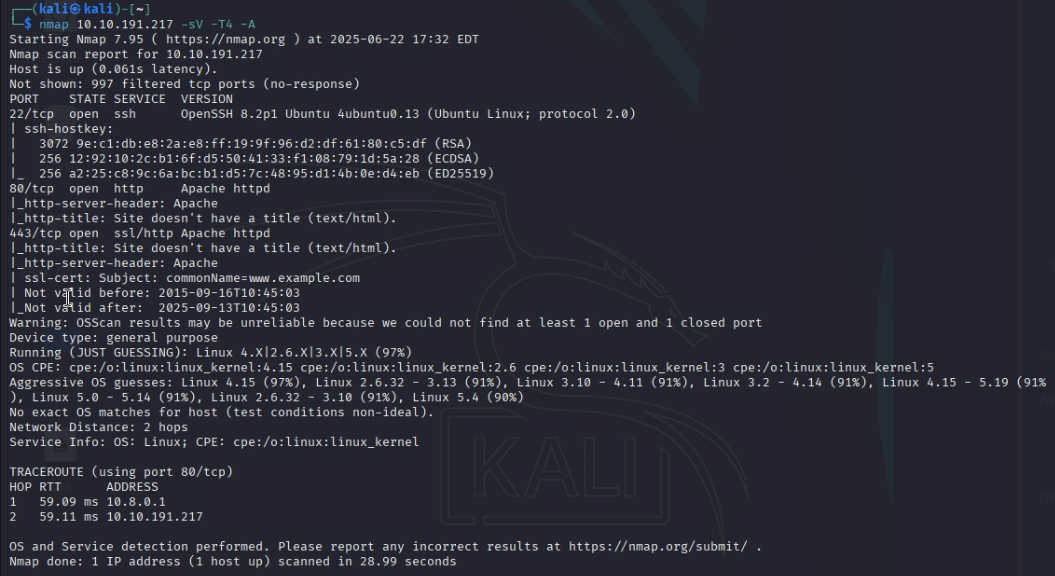 ┌──(kali㉿kali)-[~]
└─$ nmap 10.10.191.217 -sV -T4 -A
Starting Nmap 7.95 ( https://nmap.org ) at 2025-06-22 17:32 EDT
Nmap scan report for 10.10.191.217
Host is up (0.061s latency).
Not shown: 997 filtered tcp ports (no-response)
PORT    STATE SERVICE  VERSION
22/tcp  open  ssh      OpenSSH 8.2p1 Ubuntu 4ubuntu0.13 (Ubuntu Linux; protocol 2.0)
| ssh-hostkey:
|   3072 9e:c1:db:e8:2a:e8:ff:19:9f:96:d2:df:61:80:c5:df (RSA)
|   256 12:92:10:2c:b1:6f:d5:50:41:33:f1:08:79:1d:5a:28 (ECDSA)
|_  256 a2:25:c8:9c:6a:bc:b1:d5:7c:48:95:d1:4b:0e:d4:eb (ED25519)
80/tcp  open  http     Apache httpd
|_http-server-header: Apache
|_http-title: Site doesn't have a title (text/html).
443/tcp open  ssl/http Apache httpd
|_http-title: Site doesn't have a title (text/html).
|_http-server-header: Apache
| ssl-cert: Subject: commonName=www.example.com
| Not valid before: 2015-09-16T10:45:03
|_Not valid after:  2025-09-13T10:45:03
Warning: OSScan results may be unreliable because we could not find at least 1 open and 1 closed port
Device type: general purpose
Running (JUST GUESSING): Linux 4.X|2.6.X|3.X|5.X (97%)
OS CPE: cpe:/o:linux:linux_kernel:4.15 cpe:/o:linux:linux_kernel:2.6 cpe:/o:linux:linux_kernel:3 cpe:/o:linux:linux_kernel:5
Aggressive OS guesses: Linux 4.15 (97%), Linux 2.6.32 - 3.13 (91%), Linux 3.10 - 4.11 (91%), Linux 3.2 - 4.14 (91%), Linux 4.15 - 5.19 (91%
), Linux 5.0 - 5.14 (91%), Linux 2.6.32 - 3.10 (91%), Linux 5.4 (90%)
No exact OS matches for host (test conditions non-ideal).
Network Distance: 2 hops
Service Info: OS: Linux; CPE: cpe:/o:linux:linux_kernel
KALI
TRACEROUTE (using port 80/tcp)
HOP RTT      ADDRESS
1   59.09 ms 10.8.0.1
2   59.11 ms 10.10.191.217
OS and Service detection performed. Please report any incorrect results at https://nmap.org/submit/ .
Nmap done: 1 IP address (1 host up) scanned in 28.99 seconds